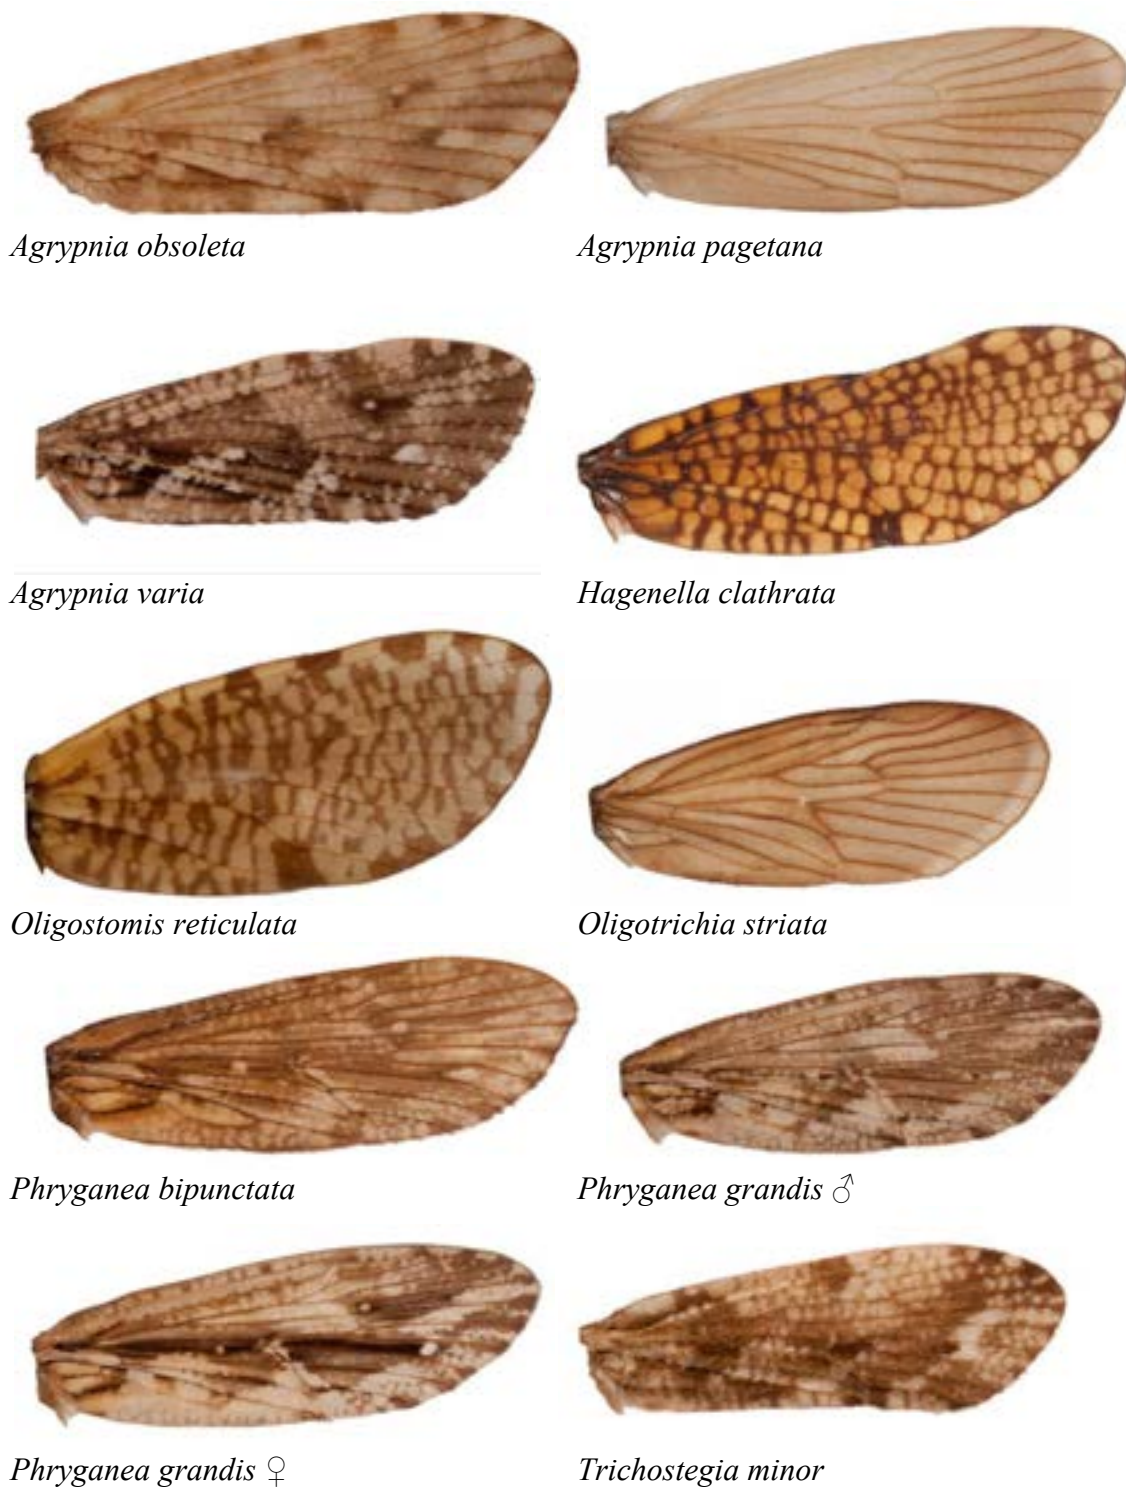 Agrypnia obsoleta
Agrypnia pagetana
Agrypnia varia
Hagenella clathrata
Oligostomis reticulata
Oligotrichia striata
Phryganea bipunctata
Phryganea grandis ♂
Phryganea grandis ♀
Trichostegia minor